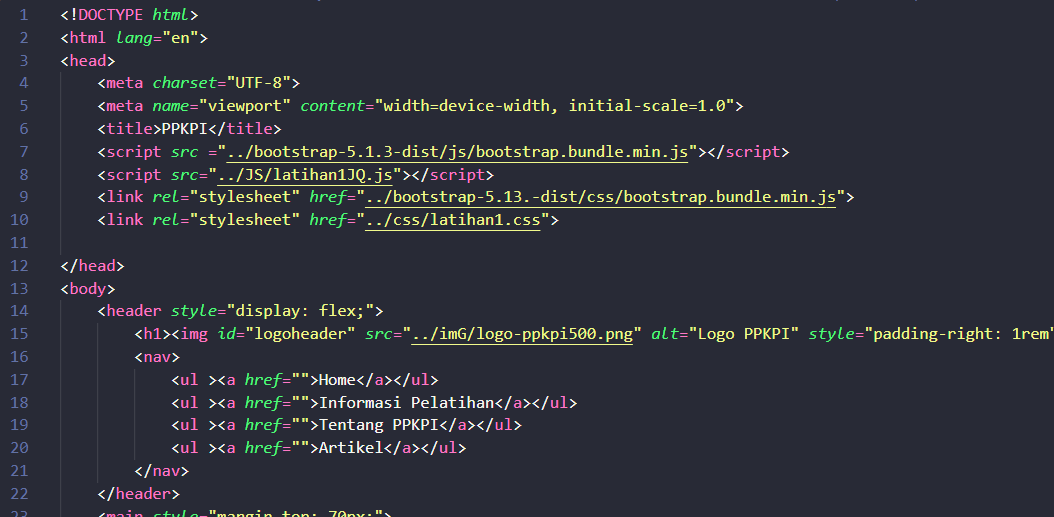 1 <!DOCTYPE html>
2 <html lang="en">
3 <head>
4 <meta charset="UTF-8">
5 <meta name="viewport" content="width=device-width, initial-scale=1.0">
6 <title>PPKPI</title>
7 <script src ="../bootstrap-5.1.3-dist/js/bootstrap.bundle.min.js"></script>
8 <script src="../JS/latihan1JQ.js"></script>
9 <link rel="stylesheet" href="../bootstrap-5.13.-dist/css/bootstrap.bundle.min.js">
10 <link rel="stylesheet" href="../css/latihan1.css">
11
12 </head>
13 <body>
14 <header style="display: flex;">
15 <h1><img id="logoheader" src="../imG/logo-ppkpi500.png" alt="Logo PPKPI" style="padding-right: 1rem"
16 <nav>
17 <ul ><a href="">Home</a></ul>
18 <ul ><a href="">Informasi Pelatihan</a></ul>
19 <ul ><a href="">Tentang PPKPI</a></ul>
20 <ul ><a href="">Artikel</a></ul>
21 </nav>
22 </header>
23 <main style="margin top: 70px;">